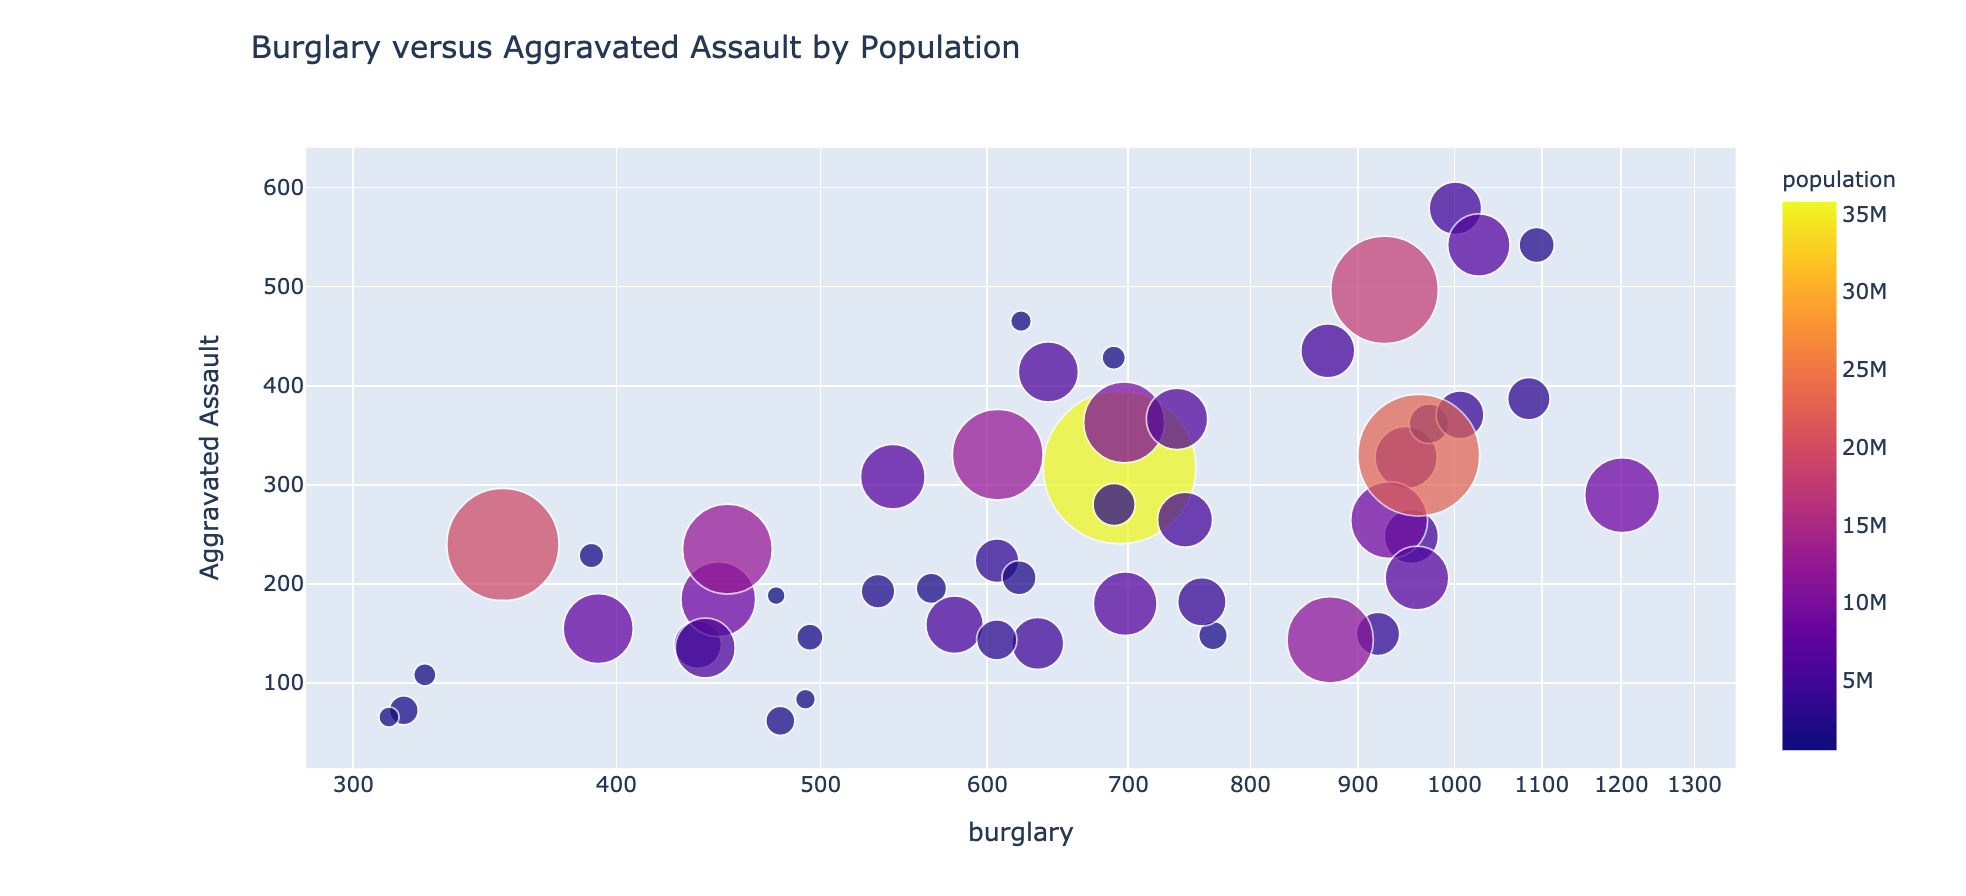 Burglary versus Aggravated Assault by Population
population
600
500
400
300
200
100
Aggravated Assault
300 400 500 600 700 800 900 1000 1100 1200 1300
burglary
35M
30M
25M
20M
15M
10M
5M